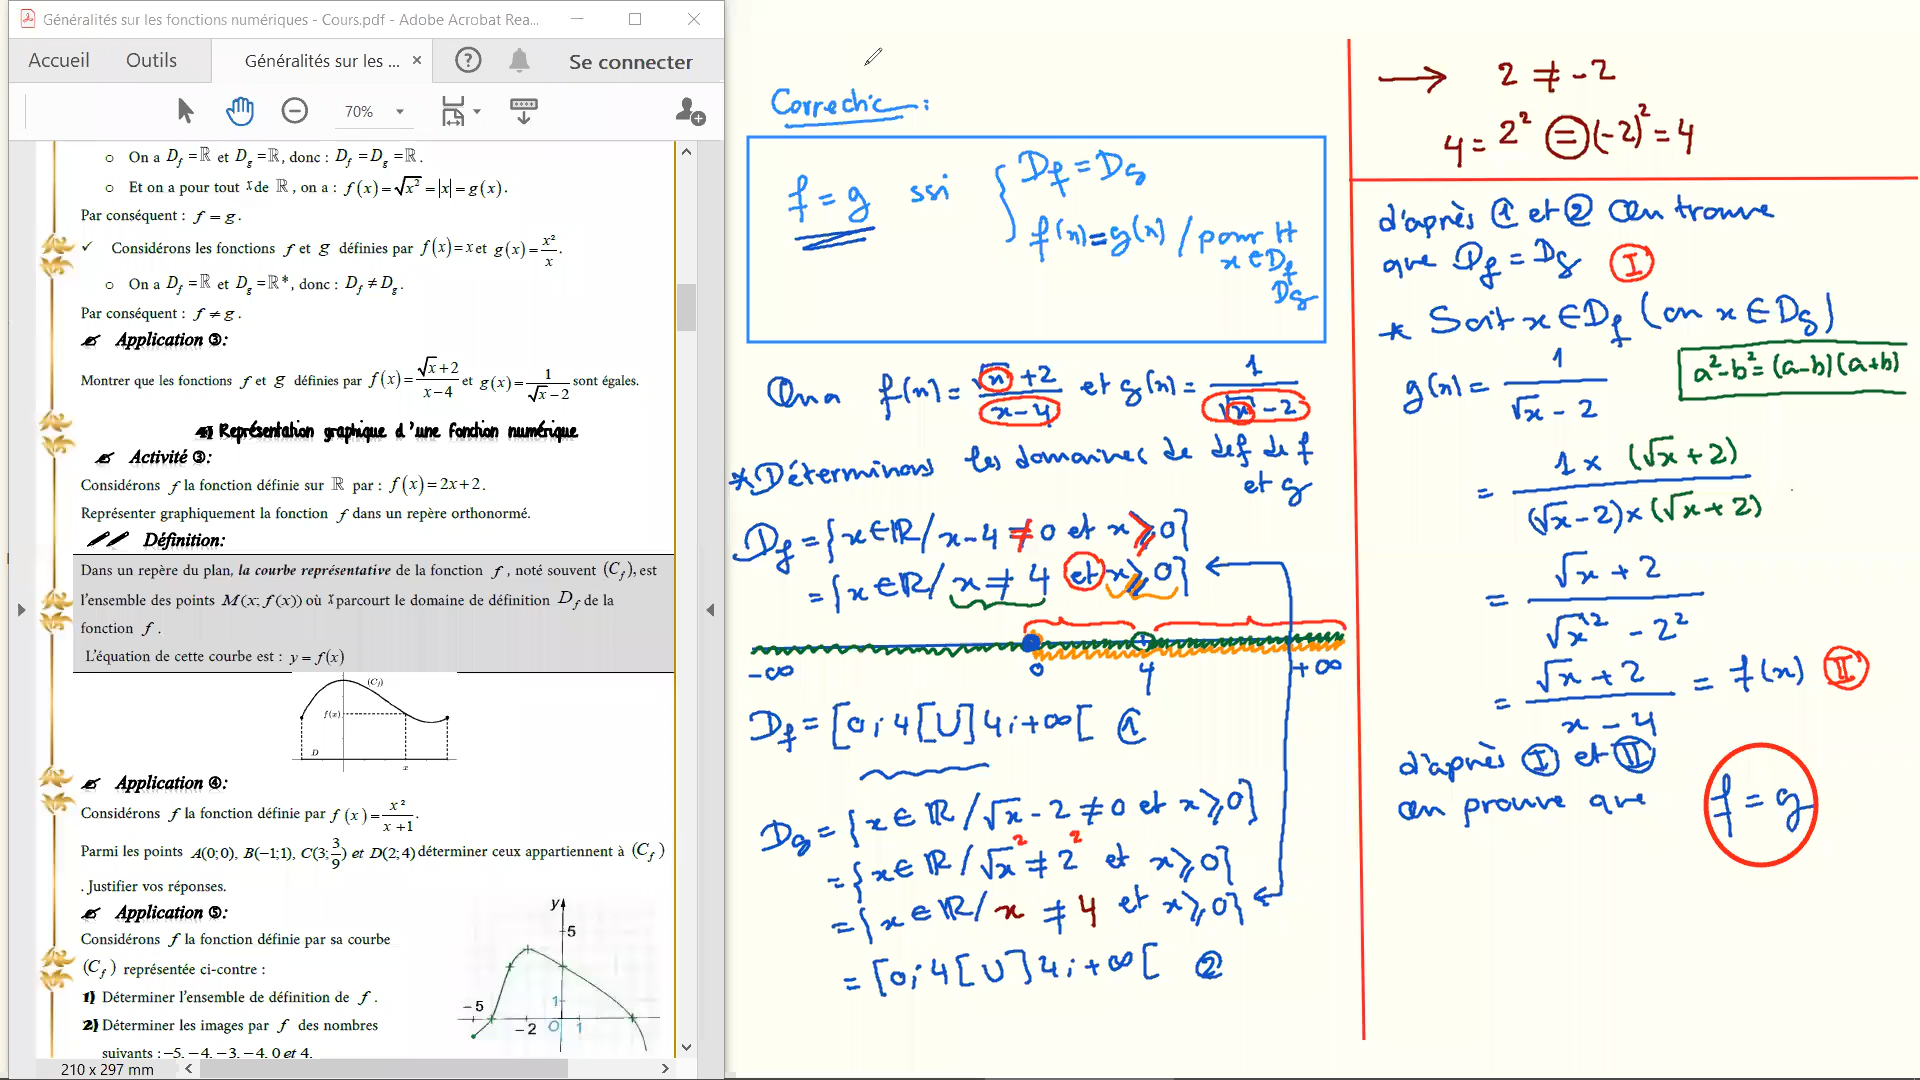 Généralités sur les fonctions numériques - Cours.pdf - Adobe Acrobat Rea...
Accueil Outils Généralités sur les ... × Se connecter
70%
o On a D_f = ℝ et D_g = ℝ, donc : D_f = D_g = ℝ.
o Et on a pour tout x de ℝ, on a : f(x) = √x² = |x| = g(x).
Par conséquent : f = g.
✓ Considérons les fonctions f et g définies par f(x) = x et g(x) = x²/x.
o On a D_f = ℝ et D_g = ℝ*, donc : D_f ≠ D_g.
Par conséquent : f ≠ g.
Application ③:
Montrer que les fonctions f et g définies par f(x) = (√x+2)/(x−4) et g(x) = 1/(√x−2) sont égales.
4) Représentation graphique d'une fonction numérique
Activité ③:
Considérons f la fonction définie sur ℝ par : f(x) = 2x+2.
Représenter graphiquement la fonction f dans un repère orthonormé.
Définition:
Dans un repère du plan, la courbe représentative de la fonction f, noté souvent (C_f), est
l'ensemble des points M(x; f(x)) où x parcourt le domaine de définition D_f de la
fonction f.
L'équation de cette courbe est : y = f(x)
(C_f)
f(x)
D
x
Application ④:
Considérons f la fonction définie par f(x) = x²/(x+1).
Parmi les points A(0;0), B(−1;1), C(3; 3/9) et D(2;4) déterminer ceux appartiennent à (C_f)
. Justifier vos réponses.
Application ⑤:
Considérons f la fonction définie par sa courbe
(C_f) représentée ci-contre :
1) Déterminer l'ensemble de définition de f.
2) Déterminer les images par f des nombres
suivants : −5, −4, −3, −4, 0 et 4.
y
5
1
−5 −2 O 1
210 x 297 mm
Correctio :
f = g ssi { D_f = D_g
f(x) = g(x) / pour tt
x ∈ D_f
D_g
On a f(x) = (√x+2)/(x−4) et g(x) = 1/(√x−2)
* Déterminons les domaines de def de f
et g
D_f = {x ∈ ℝ / x−4 ≠ 0 et x ≥ 0}
= {x ∈ ℝ / x ≠ 4 et x ≥ 0}
−∞ 0 4 +∞
D_f = [0; 4[ ∪ ]4; +∞[ ①
D_g = {x ∈ ℝ / √x − 2 ≠ 0 et x ≥ 0}
= {x ∈ ℝ / √x² ≠ 2² et x ≥ 0}
= {x ∈ ℝ / x ≠ 4 et x ≥ 0}
= [0; 4[ ∪ ]4; +∞[ ②
→ 2 ≠ −2
4 = 2² = (−2)² = 4
d'après ① et ② on trouve
que D_f = D_g Ⓘ
* Soit x ∈ D_f (ou x ∈ D_g)
a²−b² = (a−b)(a+b)
g(x) = 1/(√x − 2)
= 1 × (√x + 2) / (√x − 2) × (√x + 2)
= (√x + 2)/(√x² − 2²)
= (√x + 2)/(x − 4) = f(x) Ⅱ
d'après Ⅰ et Ⅱ
on prouve que f = g